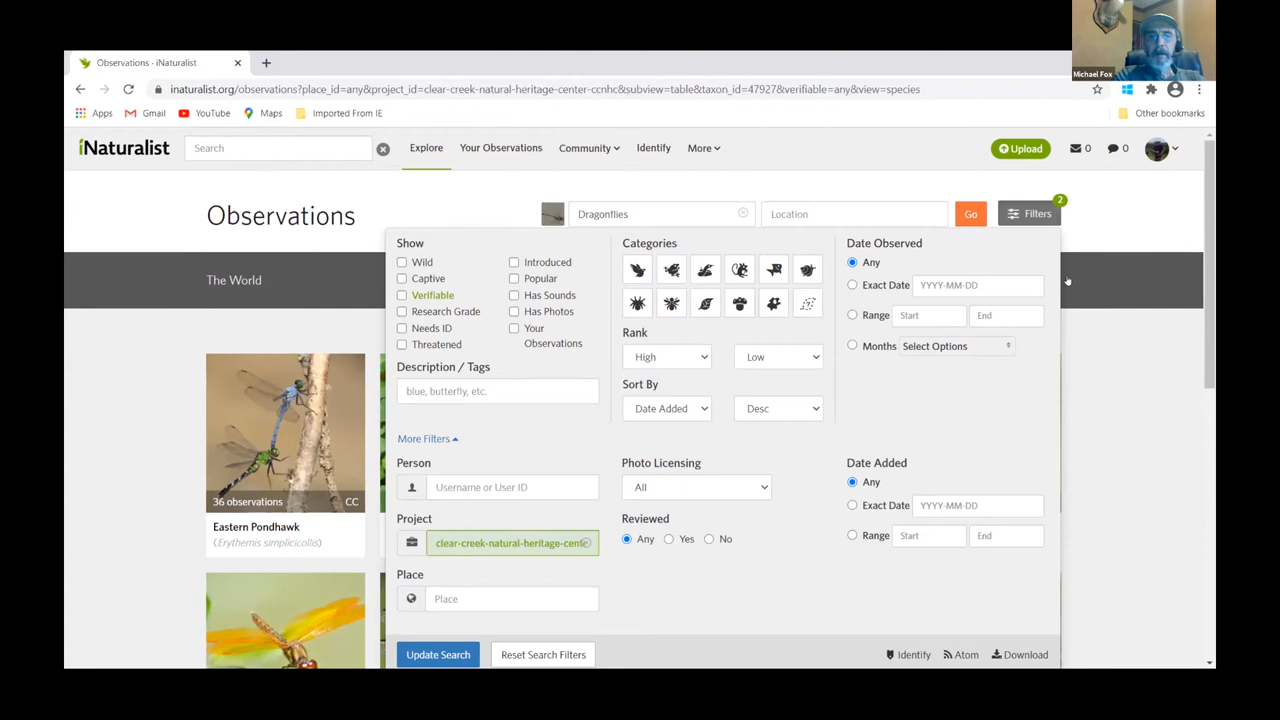 Michael Fox
Observations · iNaturalist
inaturalist.org/observations?place_id=any&project_id=clear-creek-natural-heritage-center-ccnhc&subview=table&taxon_id=47927&verifiable=any&view=species
Apps Gmail YouTube Maps Imported From IE Other bookmarks
iNaturalist Search Explore Your Observations Community Identify More Upload 0 0
Observations Dragonflies Location Go Filters 2
The World
Show Categories Date Observed
Wild Introduced Any
Captive Popular Exact Date YYYY-MM-DD
Verifiable Has Sounds
Research Grade Has Photos Range Start End
Needs ID Your Observations Rank Months Select Options
Threatened High Low
Description / Tags Sort By
blue, butterfly, etc. Date Added Desc
More Filters
Person Photo Licensing Date Added
Username or User ID All Any
Exact Date YYYY-MM-DD
Project Reviewed Range Start End
clear-creek-natural-heritage-cente Any Yes No
Place
Place
Update Search Reset Search Filters Identify Atom Download
36 observations CC
Eastern Pondhawk
(Erythemis simplicicollis)